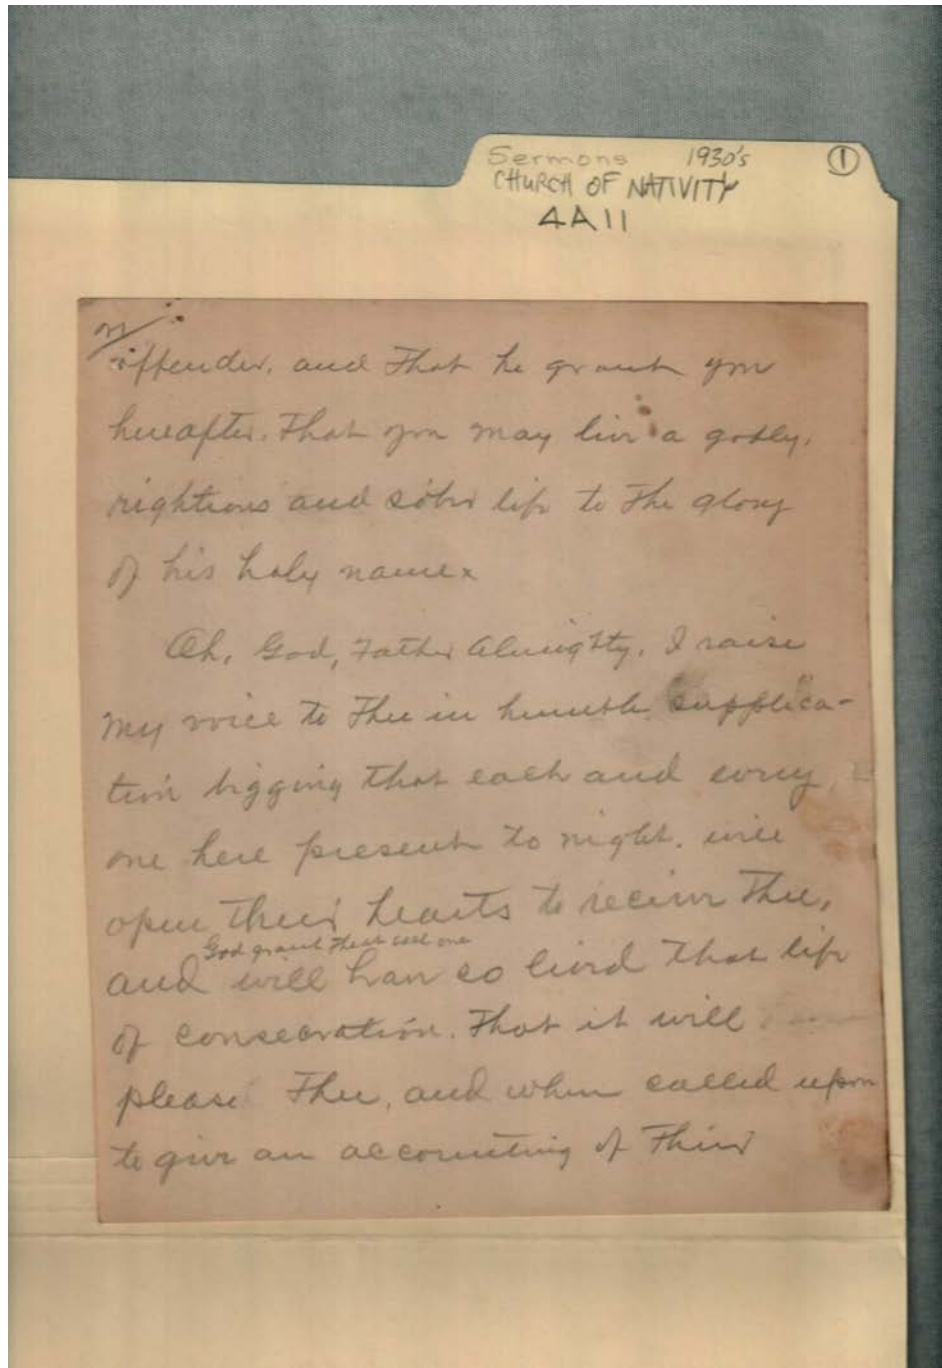 Sermons 1930's ①
CHURCH OF NATIVITY
4A11
offender, and That he grant you
hereafter. That you may live a godly,
rightious and sober life to The glory
of his holy name x
Oh, God, Father Almighty, I raise
my voice to Thee in humble supplica-
tion begging that each and every
one here present to night, will
open their hearts to receive Thee,
God grant That each one
and will have so lived That life
of consecration. That it will
please Thee, and when called upon
to give an accounting of Their